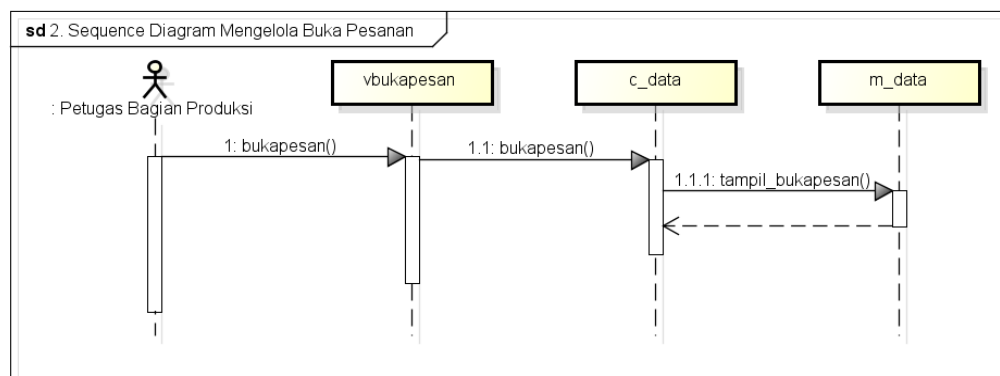 sd 2. Sequence Diagram Mengelola Buka Pesanan
vbukapesan
c_data
m_data
: Petugas Bagian Produksi
1: bukapesan()
1.1: bukapesan()
1.1.1: tampil_bukapesan()